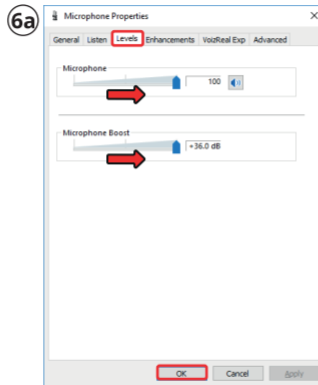 6a
Microphone Properties
General Listen Levels Enhancements VoizReal Exp Advanced
Microphone
100
Microphone Boost
+36.0 dB
OK Cancel Apply